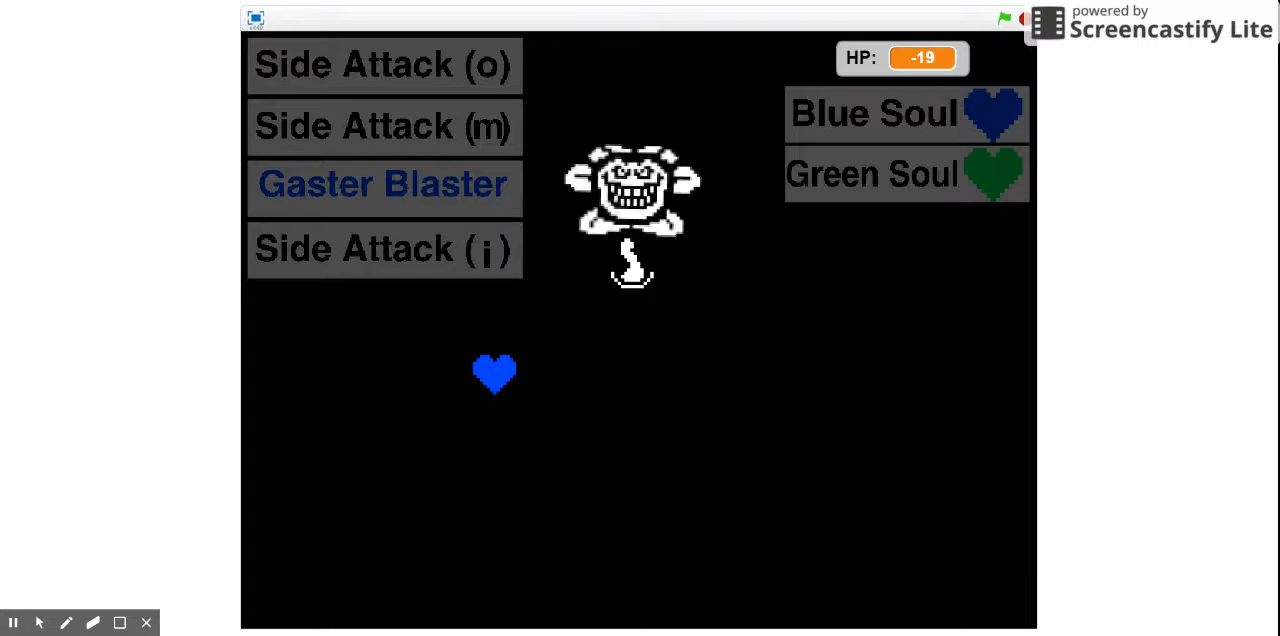 powered by
Screencastify Lite
Side Attack (o)
HP: -19
Side Attack (m)
Blue Soul
Gaster Blaster
Green Soul
Side Attack (i)